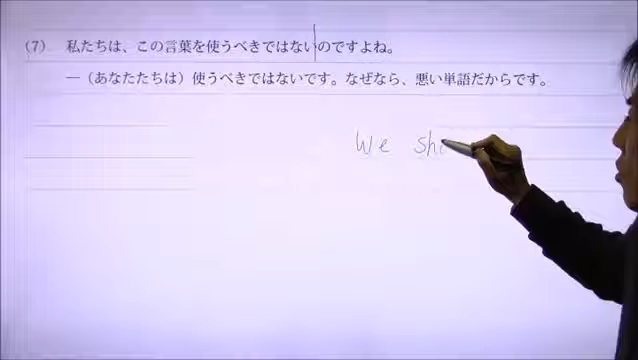 (7) 私たちは、この言葉を使うべきではないのですよね。
―(あなたたちは)使うべきではないです。なぜなら、悪い単語だからです。
We sh